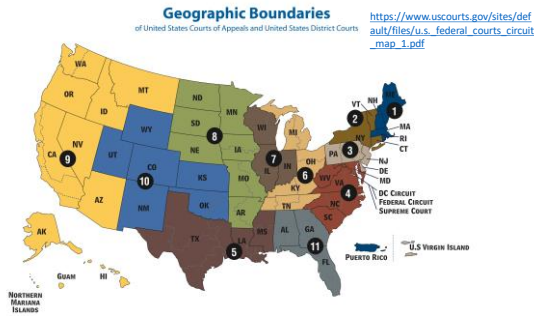 Geographic Boundaries
of United States Courts of Appeals and United States District Courts
https://www.uscourts.gov/sites/def
ault/files/u.s._federal_courts_circuit
_map_1.pdf
WA
MT
ND
MN
VT
NH
ME
1
OR
ID
SD
8
WI
MI
2
NY
MA
WY
RI
CT
NV
NE
IA
7
PA
3
NJ
CA
9
UT
CO
10
IL
IN
OH
6
DE
MD
KS
MO
WV
VA
4
DC CIRCUIT
FEDERAL CIRCUIT
SUPREME COURT
KY
AZ
NM
OK
AR
TN
NC
SC
AK
TX
LA
5
MS
AL
GA
11
FL
PUERTO RICO
U.S VIRGIN ISLAND
GUAM
HI
NORTHERN
MARIANA
ISLANDS